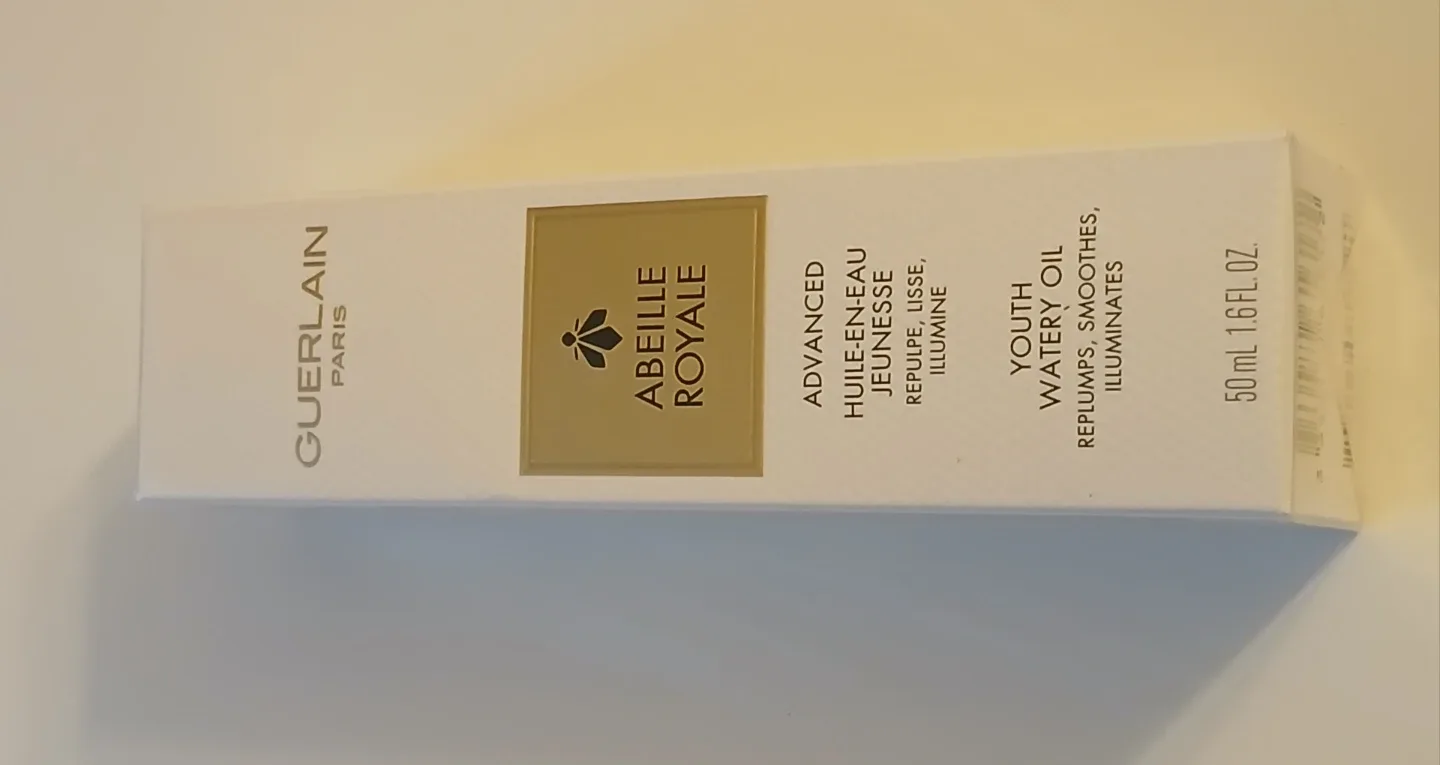 GUERLAIN
PARIS
ABEILLE
ROYALE
ADVANCED
HUILE-EN-EAU
JEUNESSE
REPULPE, LISSE,
ILLUMINE
YOUTH
WATERY OIL
REPLUMPS, SMOOTHES,
ILLUMINATES
50 mL 1.6 FL. OZ.